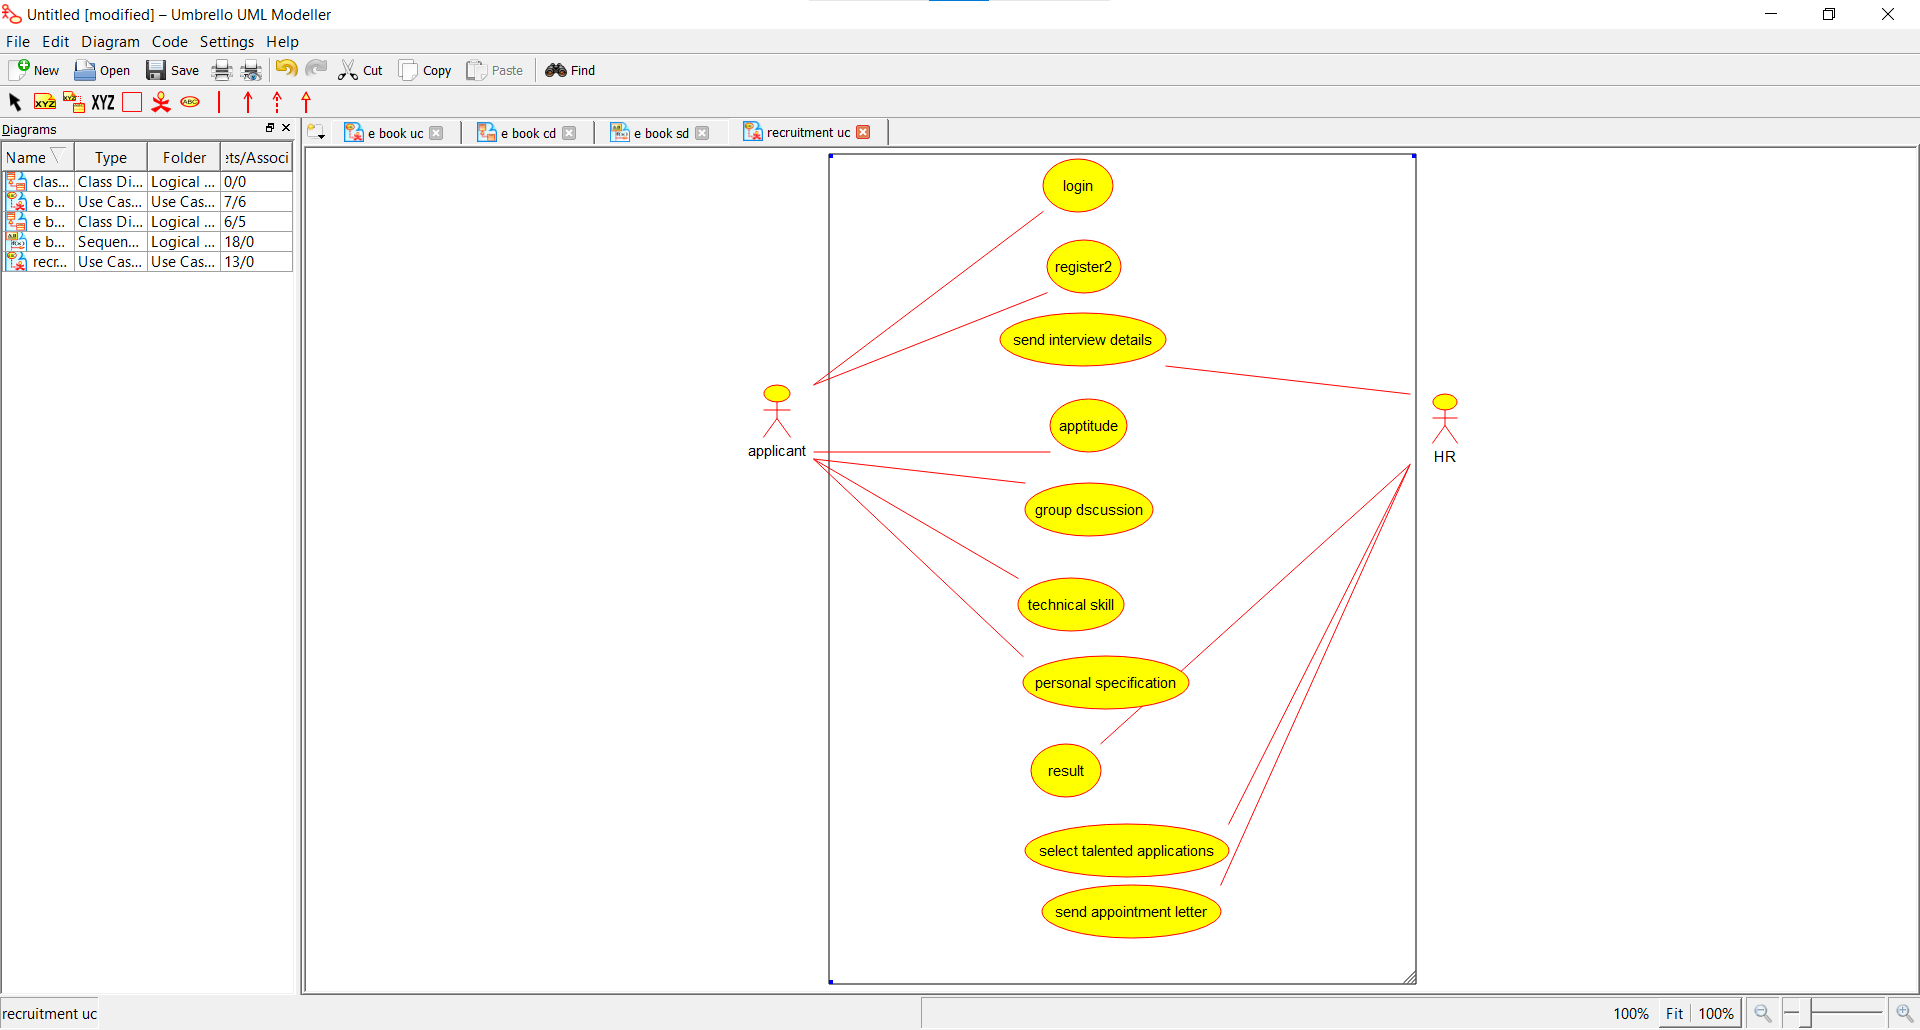 Untitled [modified] – Umbrello UML Modeller
File Edit Diagram Code Settings Help
New Open Save Cut Copy Paste Find
XYZ XYZ XYZ ABC
Diagrams
e book uc e book cd e book sd recruitment uc
Name Type Folder ets/Associ
clas... Class Di... Logical ... 0/0
e b... Use Cas... Use Cas... 7/6
e b... Class Di... Logical ... 6/5
e b... Sequen... Logical ... 18/0
recr... Use Cas... Use Cas... 13/0
login
register2
send interview details
apptitude
applicant
HR
group dscussion
technical skill
personal specification
result
select talented applications
send appointment letter
recruitment uc
100% Fit 100%